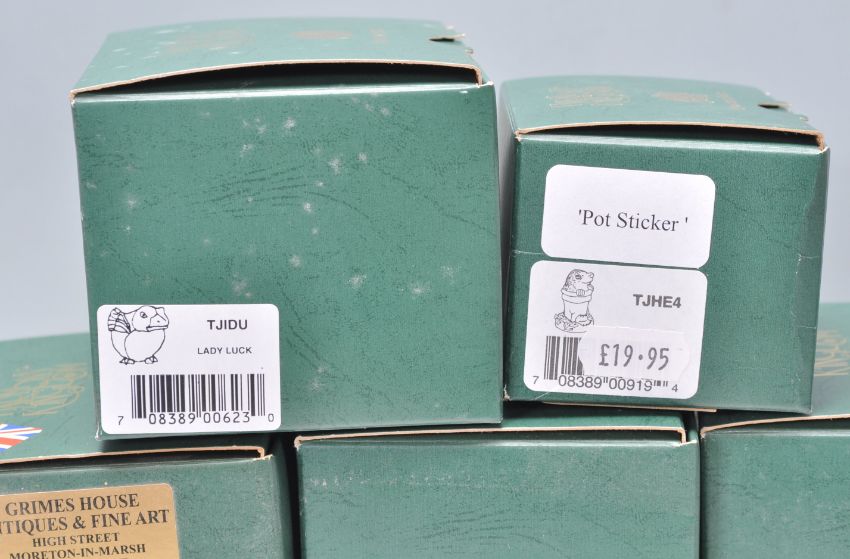 'Pot Sticker'
TJHE4
£19.95
7 08389 00919 4
TJIDU
LADY LUCK
7 08389 00623 0
GRIMES HOUSE
TIQUES & FINE ART
HIGH STREET
MORETON-IN-MARSH